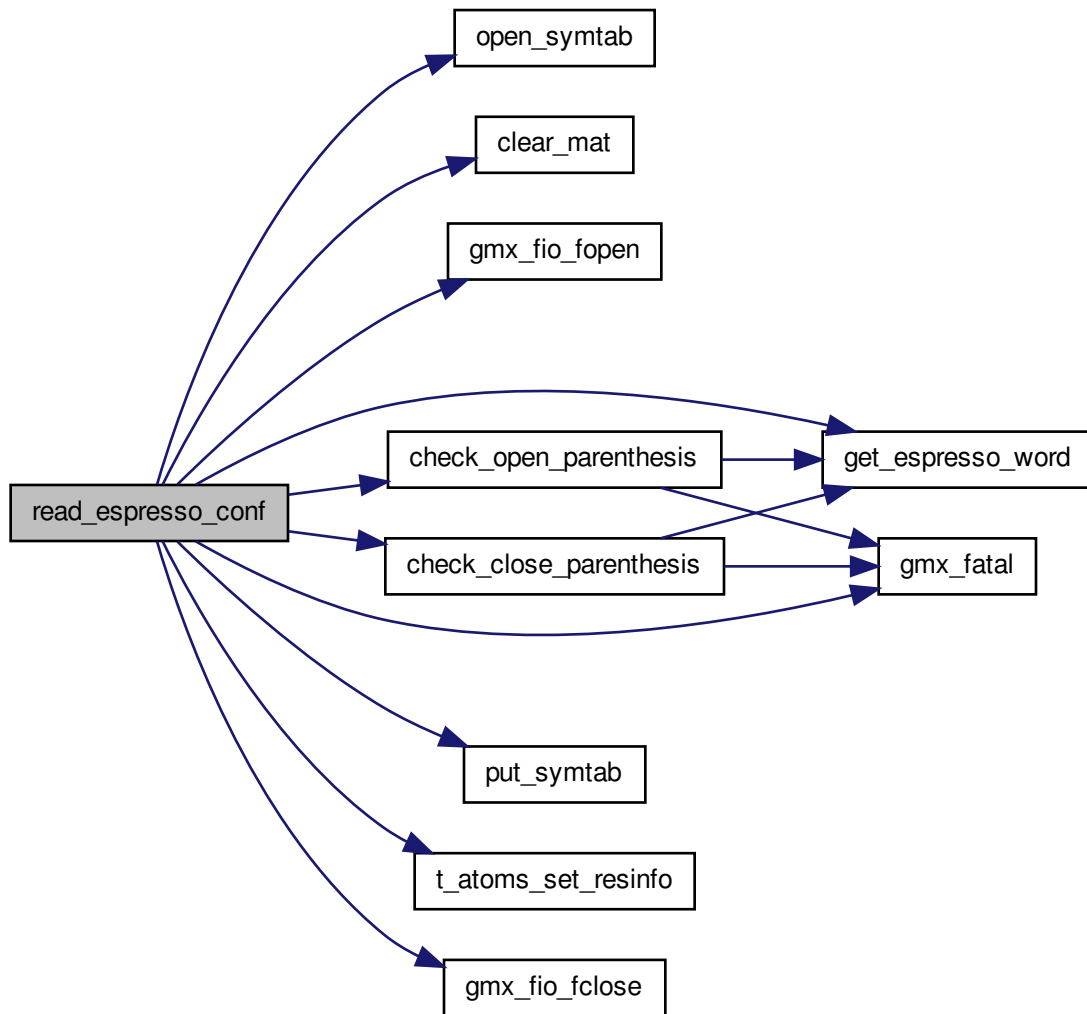 open_symtab
clear_mat
gmx_fio_fopen
check_open_parenthesis
get_espresso_word
read_espresso_conf
check_close_parenthesis
gmx_fatal
put_symtab
t_atoms_set_resinfo
gmx_fio_fclose